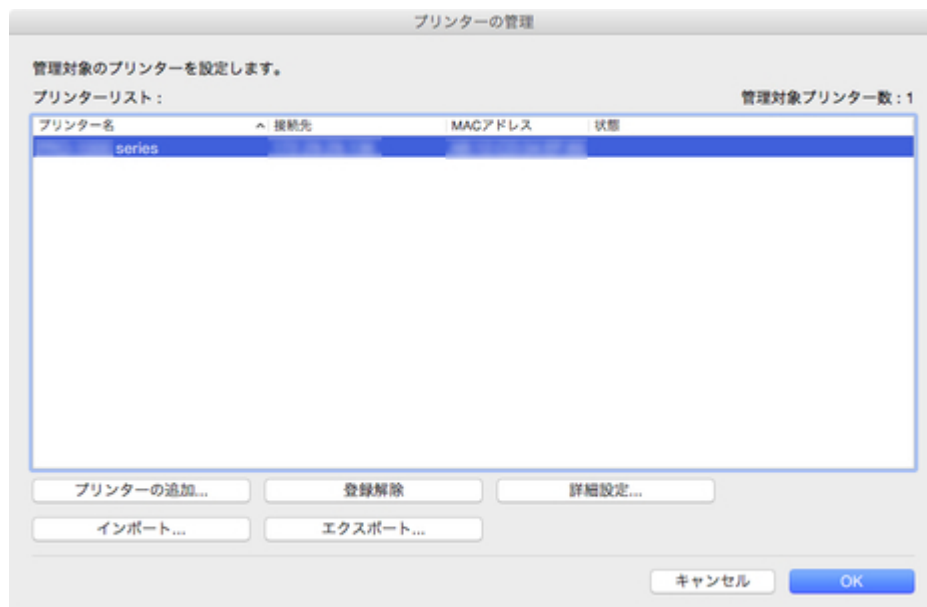 プリンターの管理
管理対象のプリンターを設定します。
プリンターリスト：
管理対象プリンター数：1
プリンター名 接続先 MACアドレス 状態
series
プリンターの追加... 登録解除 詳細設定...
インポート... エクスポート...
キャンセル OK